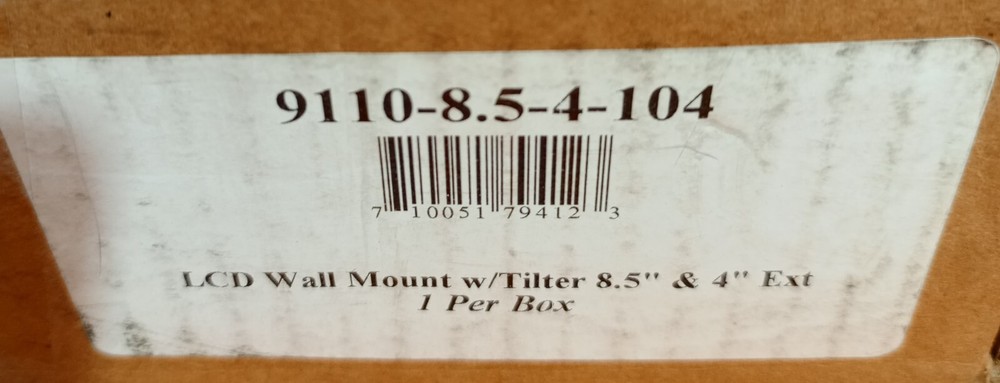 9110-8.5-4-104
7 10051 79412 3
LCD Wall Mount w/Tilter 8.5" & 4" Ext
1 Per Box